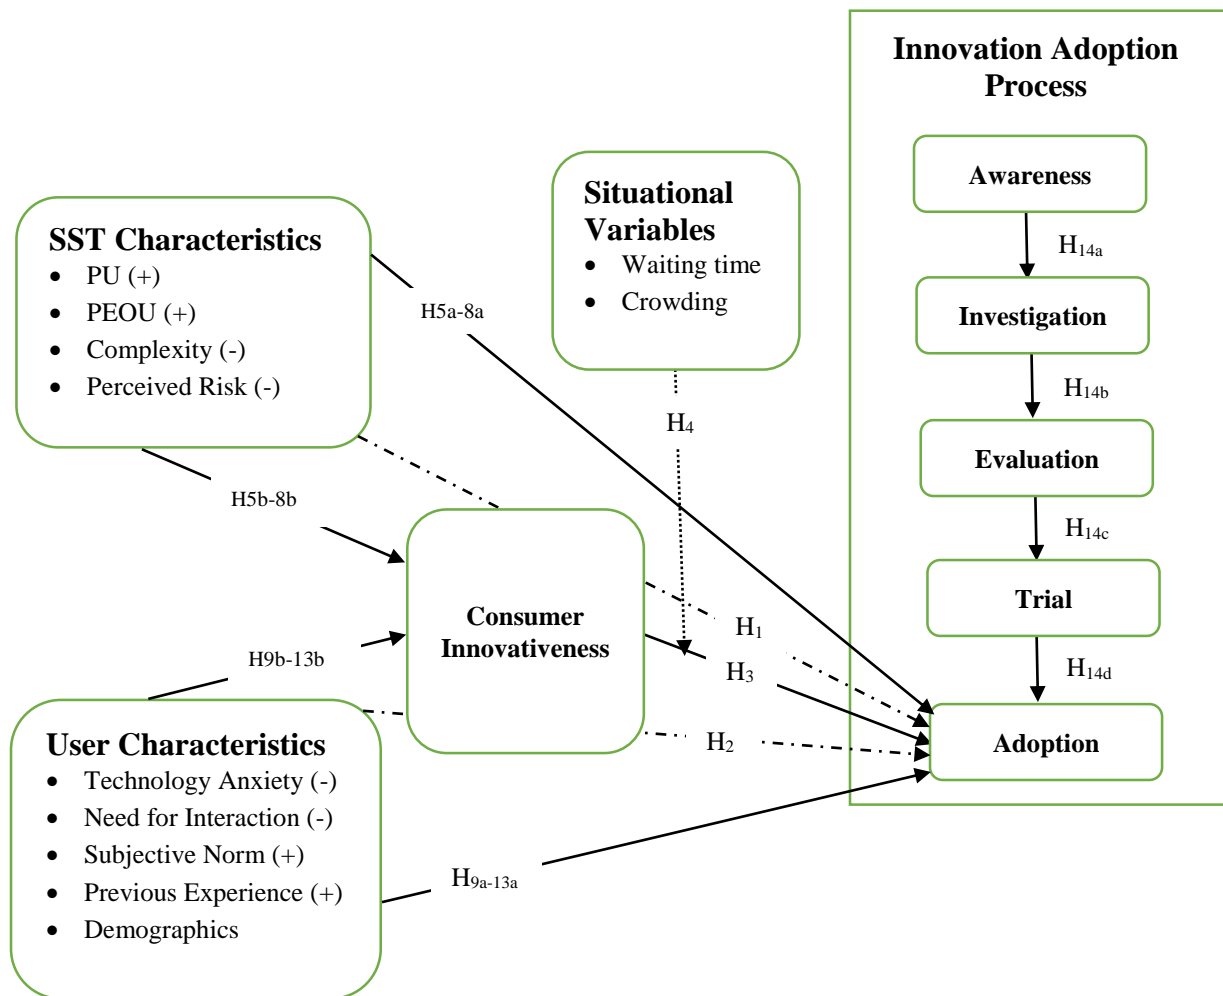 Innovation Adoption
Process
Awareness
H14a
Investigation
H14b
Evaluation
H14c
Trial
H14d
Adoption
Situational
Variables
• Waiting time
• Crowding
H4
SST Characteristics
• PU (+)
• PEOU (+)
• Complexity (-)
• Perceived Risk (-)
H5a-8a
H5b-8b
Consumer
Innovativeness
H1
H3
H2
H9b-13b
User Characteristics
• Technology Anxiety (-)
• Need for Interaction (-)
• Subjective Norm (+)
• Previous Experience (+)
• Demographics
H9a-13a